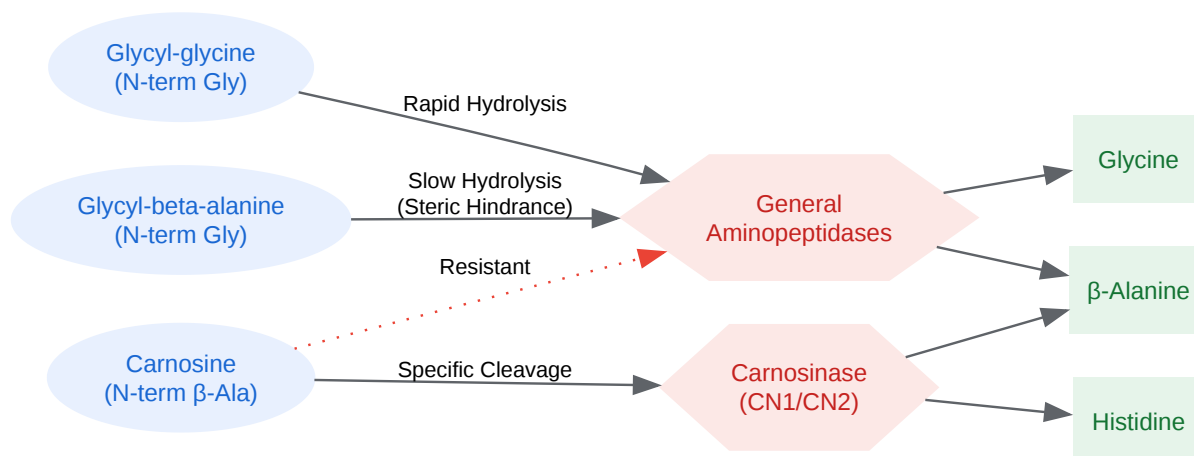 Glycyl-glycine
(N-term Gly)
Rapid Hydrolysis
Glycyl-beta-alanine
(N-term Gly)
Slow Hydrolysis
(Steric Hindrance)
General
Aminopeptidases
Glycine
Resistant
β-Alanine
Carnosine
(N-term β-Ala)
Specific Cleavage
Carnosinase
(CN1/CN2)
Histidine